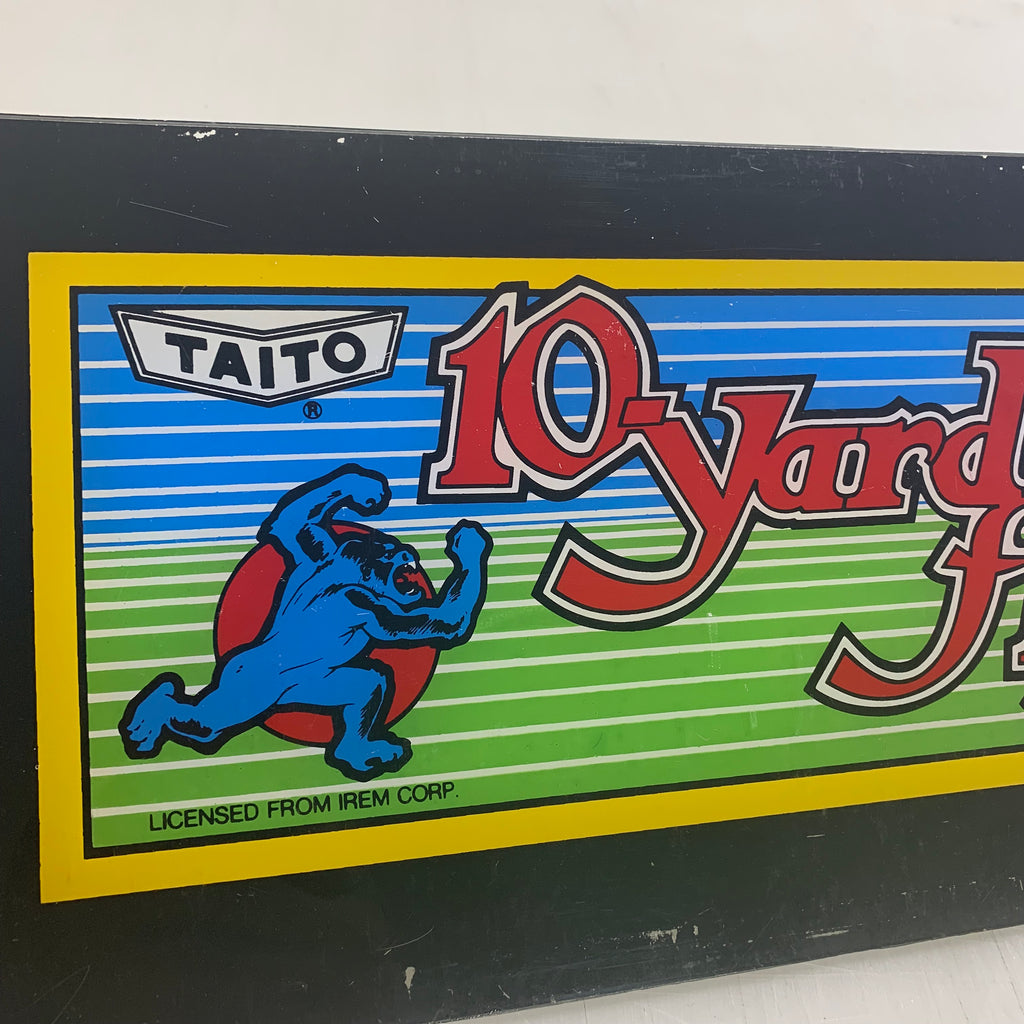 TAITO
®
10-yard
LICENSED FROM IREM CORP.